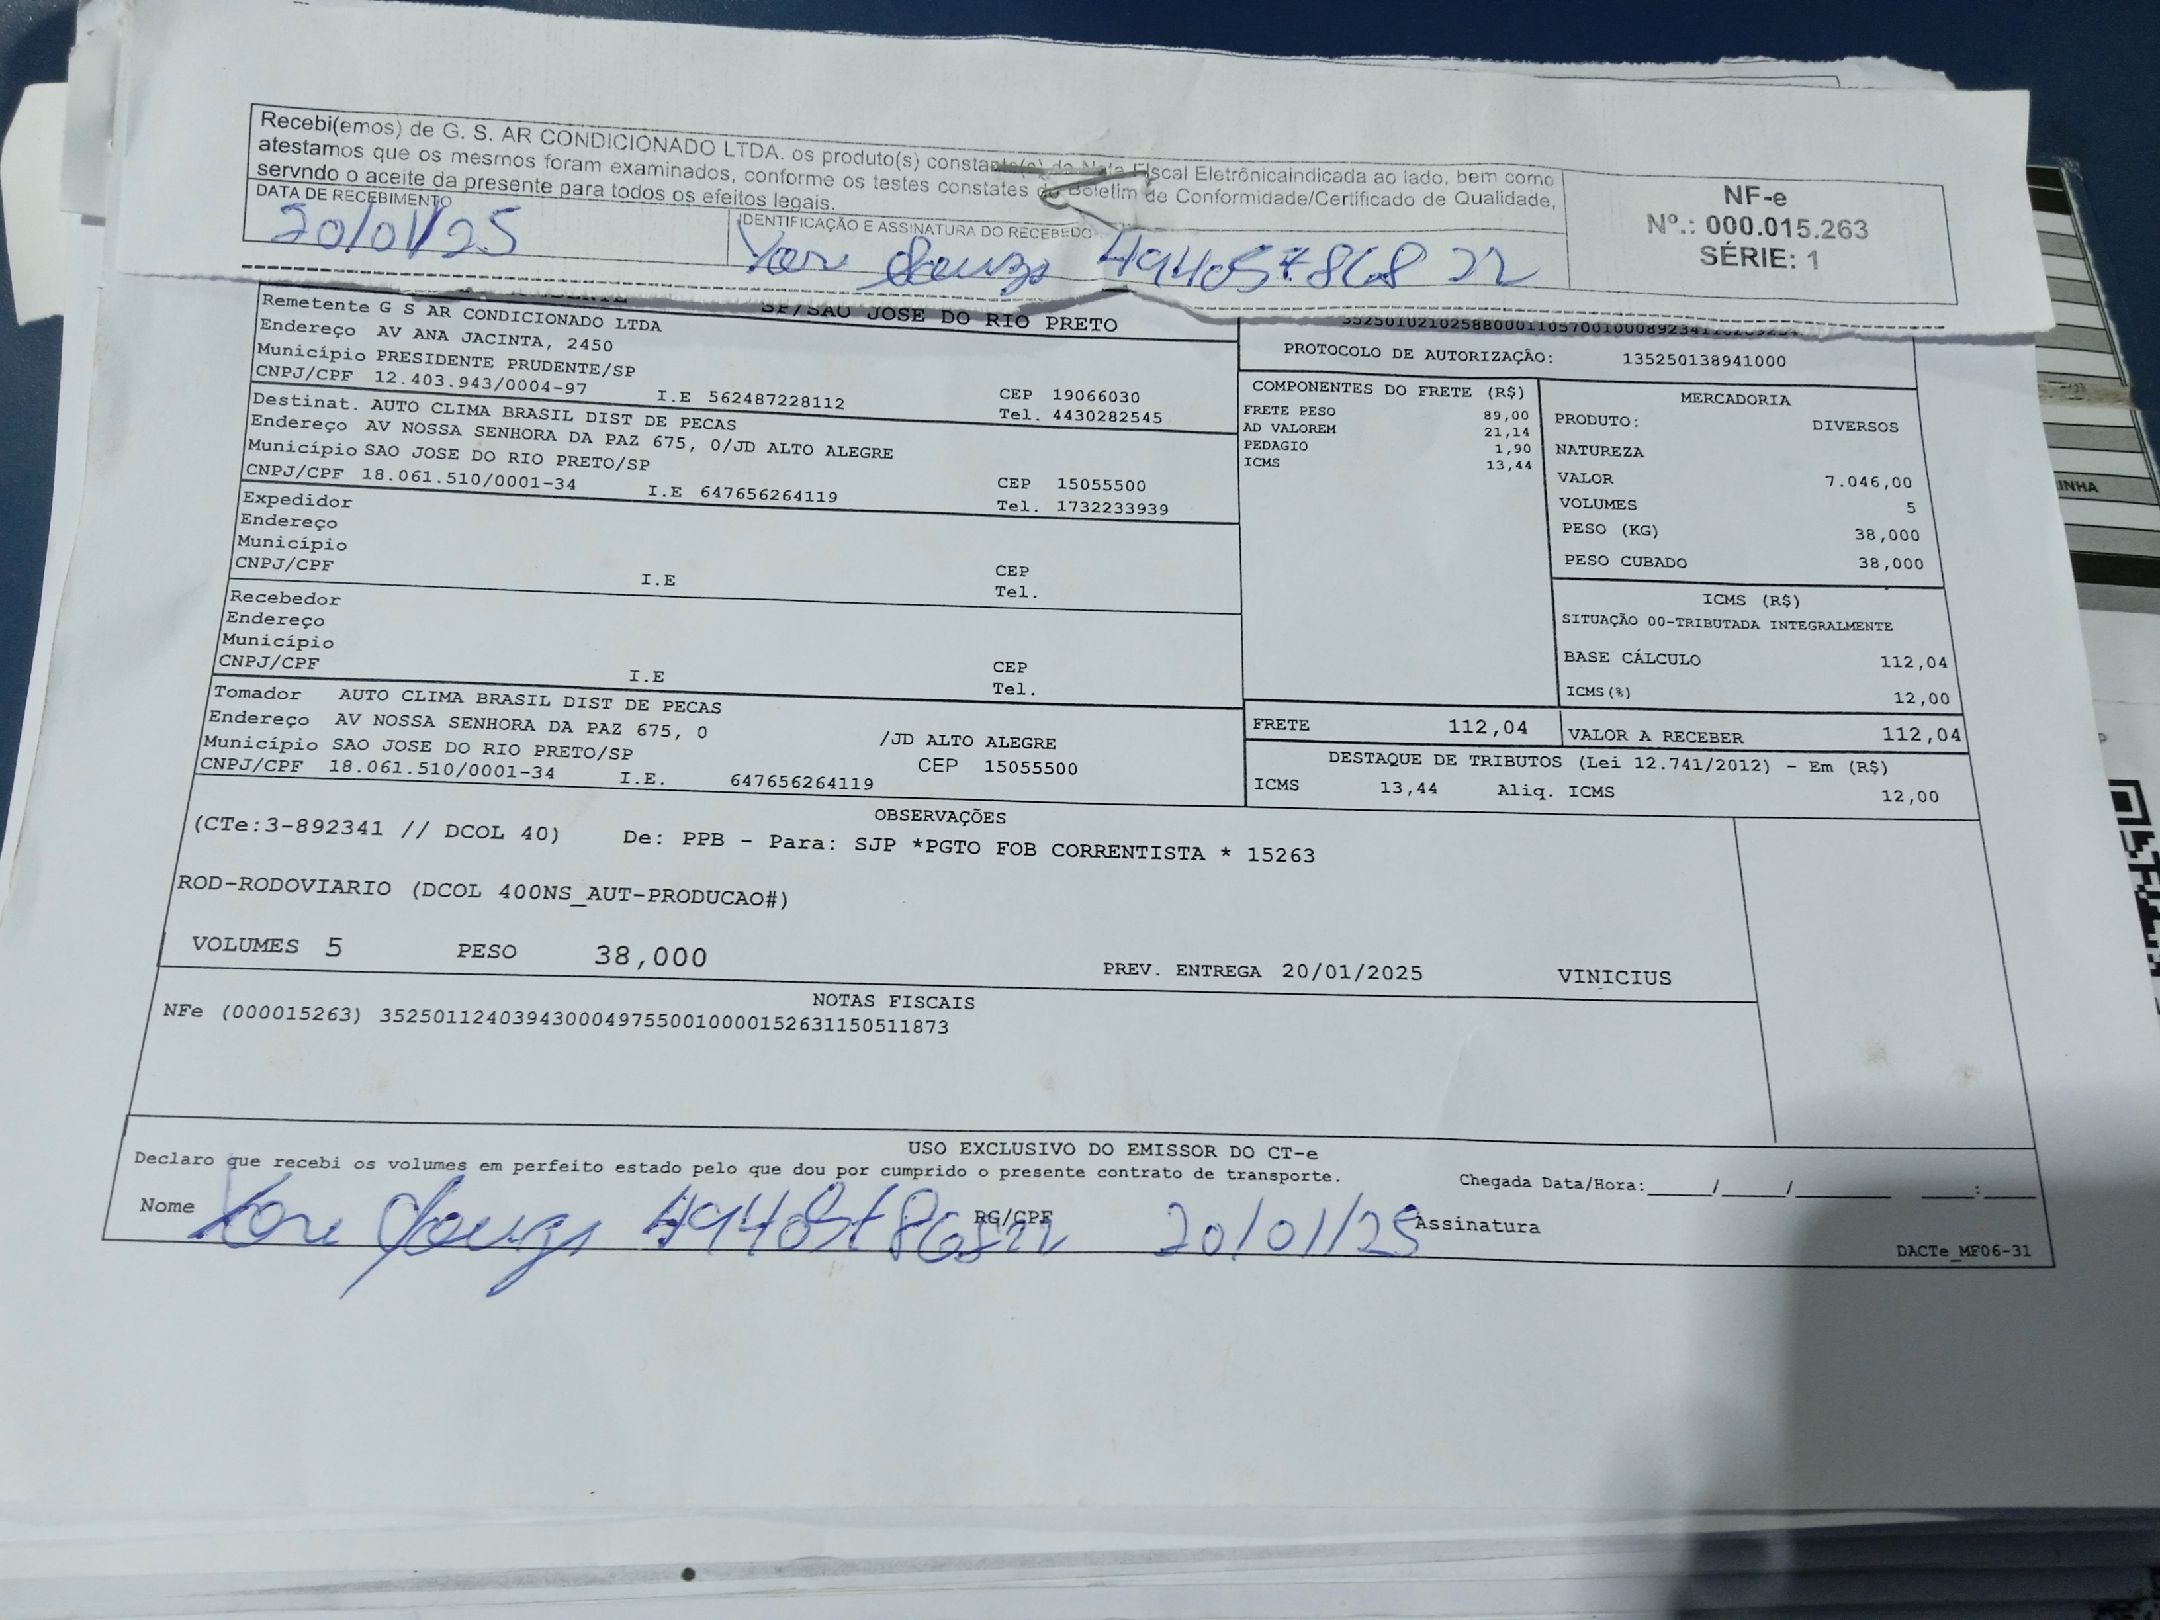 Recebi(emos) de G. S. AR CONDICIONADO LTDA. os produto(s) constante(s) da Nota Fiscal Eletrônicaindicada ao lado, bem como
atestamos que os mesmos foram examinados, conforme os testes constates do Boletim de Conformidade/Certificado de Qualidade,
servndo o aceite da presente para todos os efeitos legais.
DATA DE RECEBIMENTO
20/01/25
IDENTIFICAÇÃO E ASSINATURA DO RECEBEDO
NF-e
Nº.: 000.015.263
SÉRIE: 1
SP/SAO JOSE DO RIO PRETO
Remetente G S AR CONDICIONADO LTDA
Endereço AV ANA JACINTA, 2450
Município PRESIDENTE PRUDENTE/SP
CNPJ/CPF 12.403.943/0004-97 I.E 562487228112 CEP 19066030
Tel. 4430282545
Destinat. AUTO CLIMA BRASIL DIST DE PECAS
Endereço AV NOSSA SENHORA DA PAZ 675, 0/JD ALTO ALEGRE
Município SAO JOSE DO RIO PRETO/SP
CNPJ/CPF 18.061.510/0001-34 I.E 647656264119 CEP 15055500
Tel. 1732233939
Expedidor
Endereço
Município
CNPJ/CPF I.E CEP
Tel.
Recebedor
Endereço
Município
CNPJ/CPF I.E CEP
Tel.
Tomador AUTO CLIMA BRASIL DIST DE PECAS
Endereço AV NOSSA SENHORA DA PAZ 675, 0 /JD ALTO ALEGRE
Município SAO JOSE DO RIO PRETO/SP CEP 15055500
CNPJ/CPF 18.061.510/0001-34 I.E. 647656264119
PROTOCOLO DE AUTORIZAÇÃO: 135250138941000
COMPONENTES DO FRETE (R$)
FRETE PESO 89,00
AD VALOREM 21,14
PEDAGIO 1,90
ICMS 13,44
MERCADORIA
PRODUTO: DIVERSOS
NATUREZA
VALOR 7.046,00
VOLUMES 5
PESO (KG) 38,000
PESO CUBADO 38,000
ICMS (R$)
SITUAÇÃO 00-TRIBUTADA INTEGRALMENTE
BASE CÁLCULO 112,04
ICMS(%) 12,00
FRETE 112,04 VALOR A RECEBER 112,04
DESTAQUE DE TRIBUTOS (Lei 12.741/2012) - Em (R$)
ICMS 13,44 Aliq. ICMS 12,00
OBSERVAÇÕES
(CTe:3-892341 // DCOL 40) De: PPB - Para: SJP *PGTO FOB CORRENTISTA * 15263
ROD-RODOVIARIO (DCOL 400NS_AUT-PRODUCAO#)
VOLUMES 5 PESO 38,000 PREV. ENTREGA 20/01/2025 VINICIUS
NOTAS FISCAIS
NFe (000015263) 35250112403943000497550010000152631150511873
USO EXCLUSIVO DO EMISSOR DO CT-e
Declaro que recebi os volumes em perfeito estado pelo que dou por cumprido o presente contrato de transporte.
Chegada Data/Hora:_____/_____/________ ____:____
Nome RG/CPF 20/01/25 Assinatura
DACTe_MF06-31
INHA